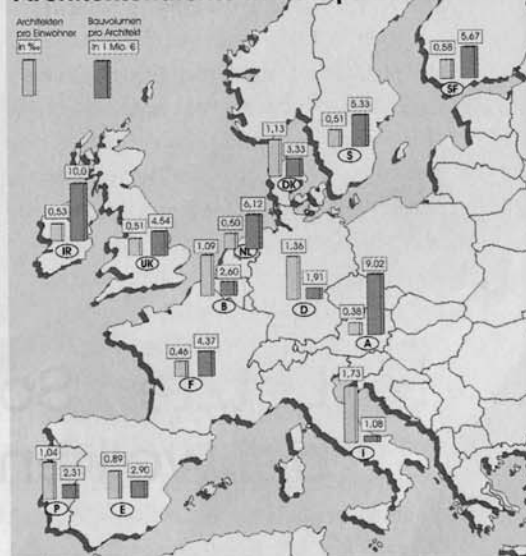 Architekten
pro Einwohner
in ‰
Bauvolumen
pro Architekt
in 1 Mio. €
0,58
5,67
SF
0,51
5,33
S
1,13
3,33
DK
10,0
0,53
IR
0,51
4,54
UK
6,12
0,50
NL
1,09
2,60
B
1,36
1,91
D
9,02
0,38
A
0,46
4,37
F
1,73
1,08
I
1,04
2,31
P
0,89
2,90
E